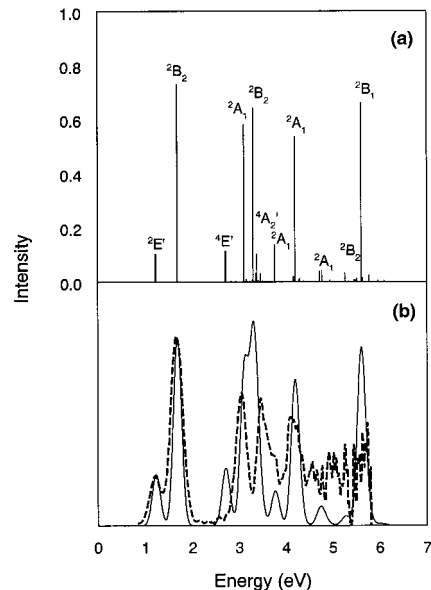 (a)
1.0
0.8
0.6
0.4
0.2
0.0
Intensity
²B₂
²A₁
²B₂
²A₁
²B₁
²E'
⁴E'
⁴A₂'
²A₁
²A₁
²B₂
(b)
0 1 2 3 4 5 6 7
Energy (eV)